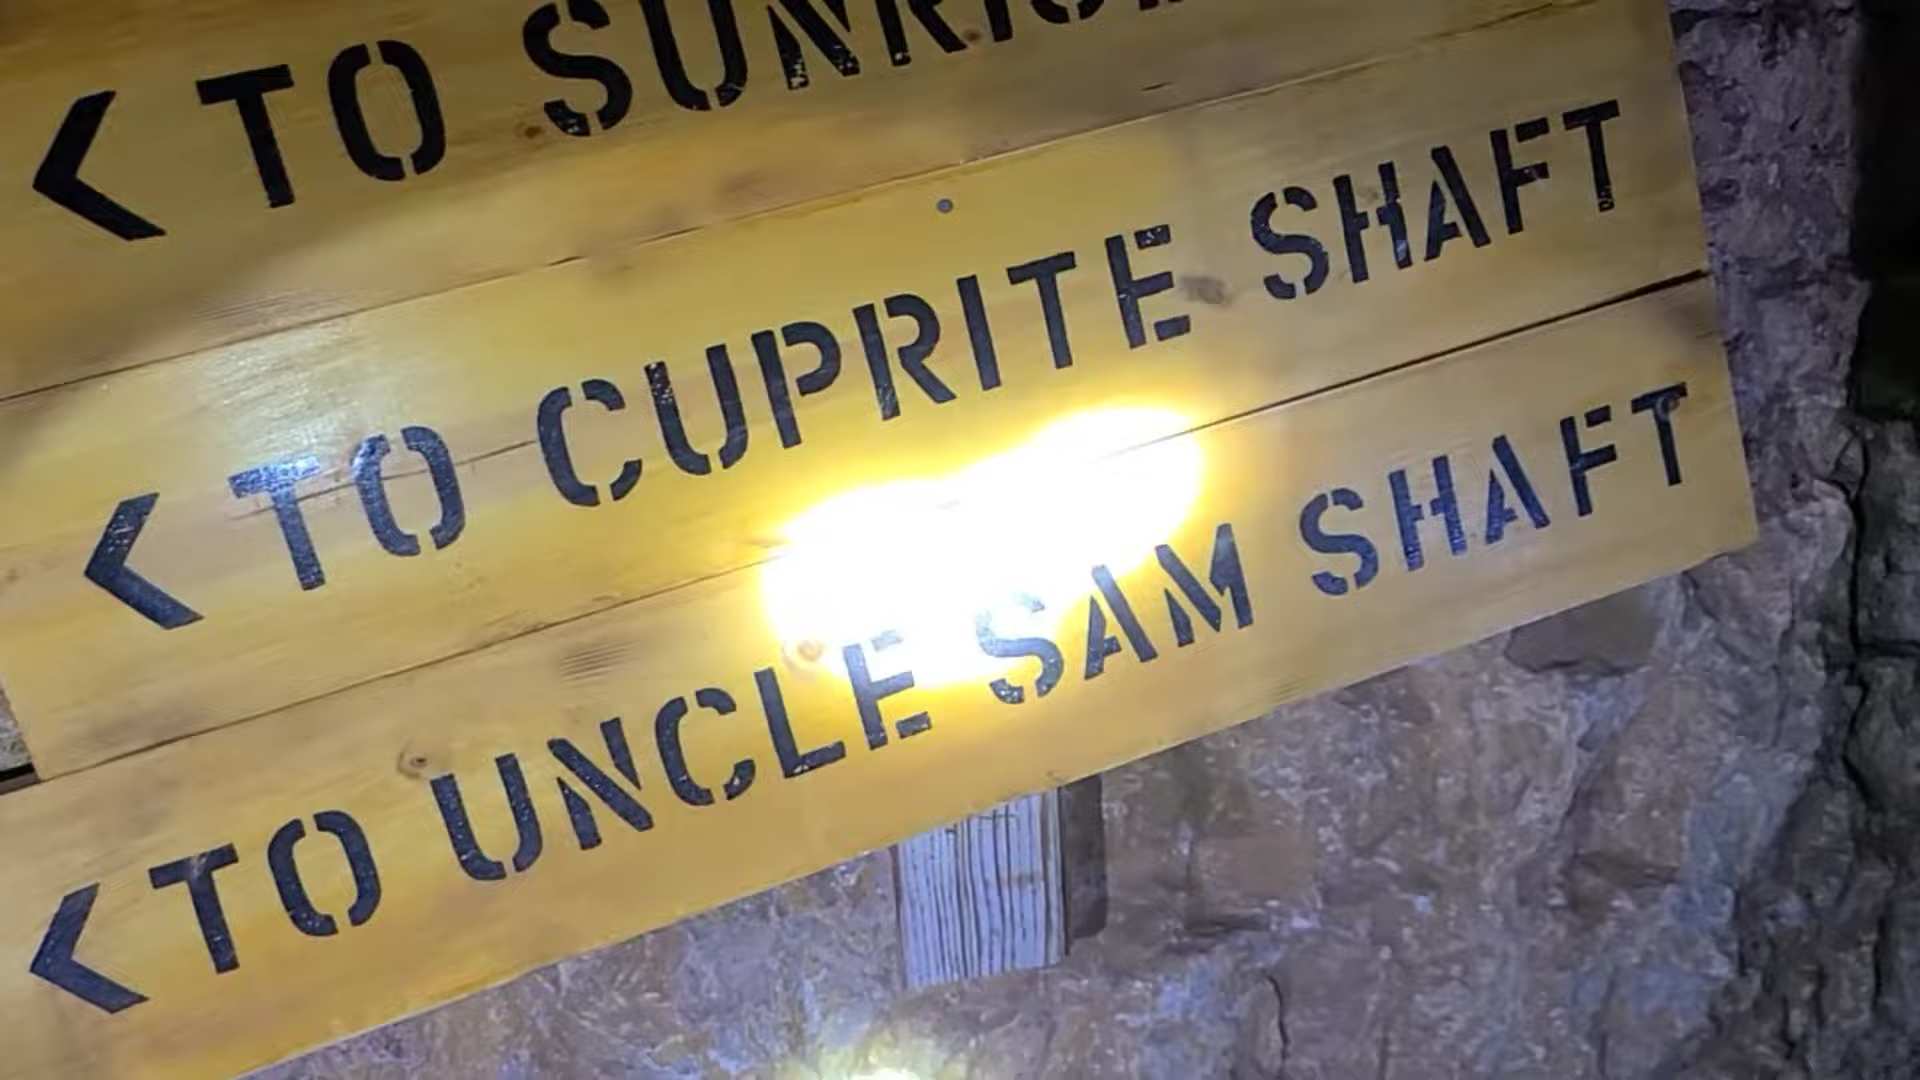 < TO
< TO CUPRITE SHAFT
< TO UNCLE SAM SHAFT